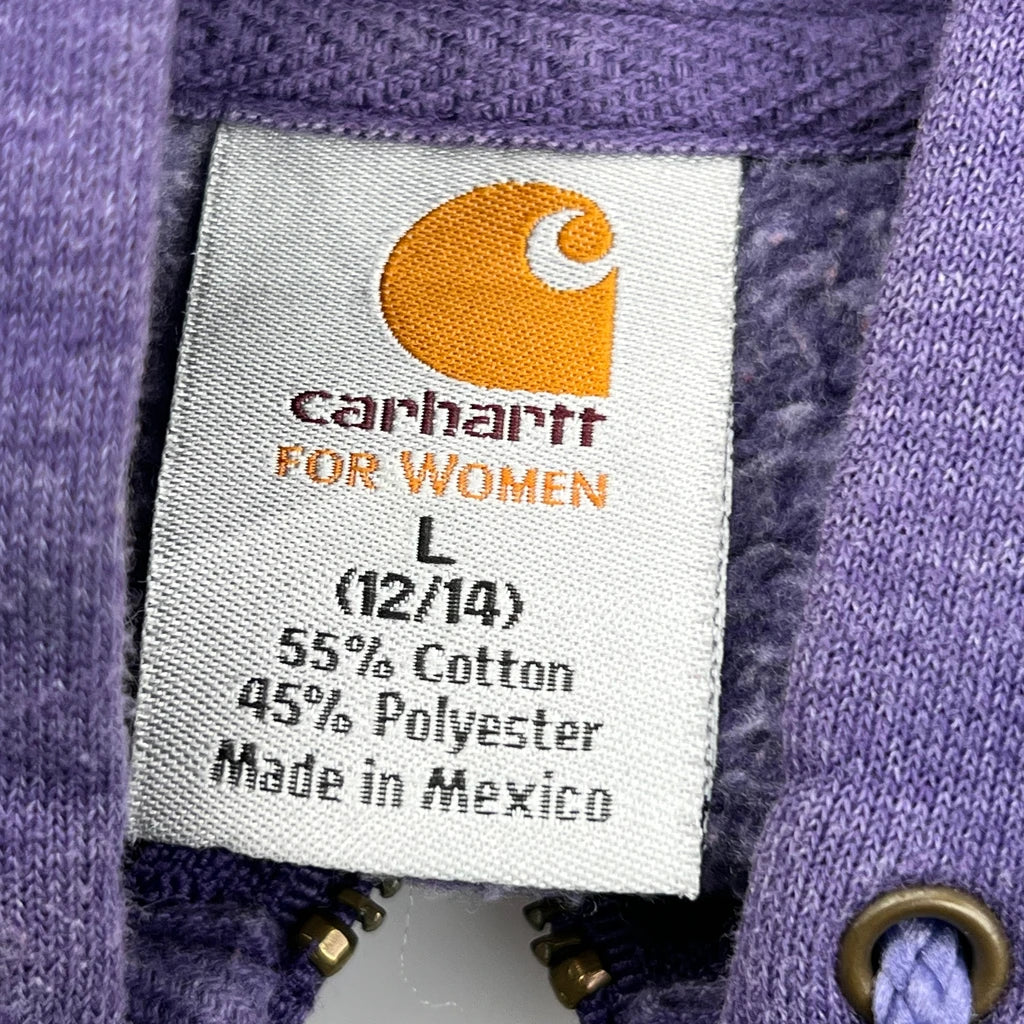 carhartt
FOR WOMEN
L
(12/14)
55% Cotton
45% Polyester
Made in Mexico